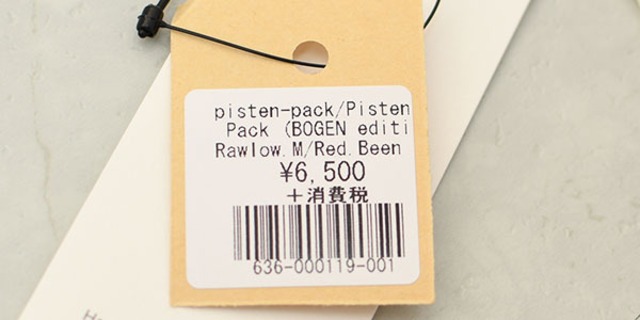 pisten-pack/Pisten
Pack (BOGEN editi
Rawlow.M/Red.Been
¥6,500
+消費税
636-000119-001